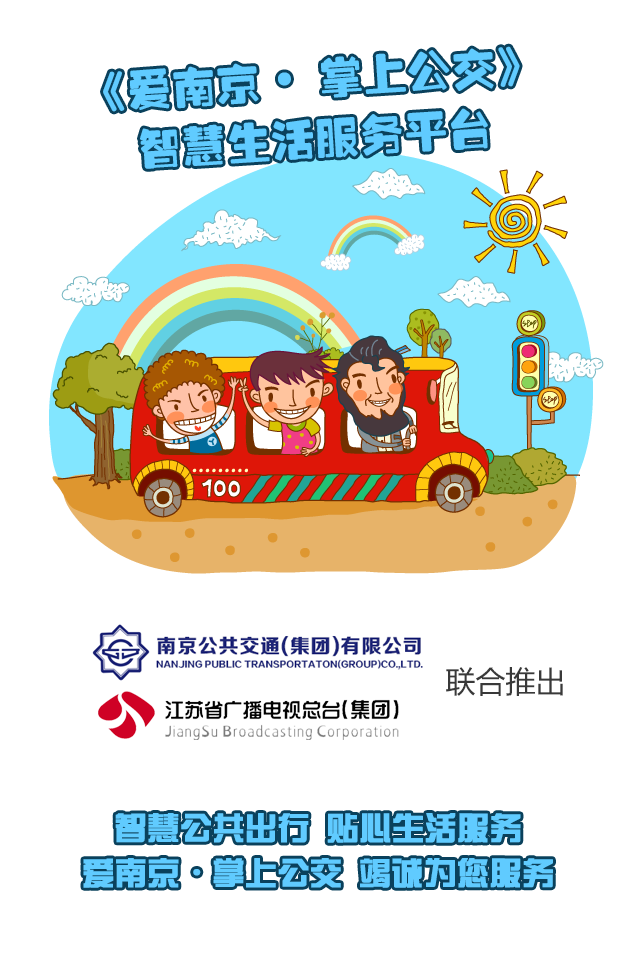 《爱南京·掌上公交》
智慧生活服务平台
STOP
STOP
100
南京公共交通(集团)有限公司
NANJING PUBLIC TRANSPORTATON(GROUP)CO.,LTD.
联合推出
江苏省广播电视总台(集团)
JiangSu Broadcasting Corporation
智慧公共出行 贴心生活服务
爱南京·掌上公交 竭诚为您服务